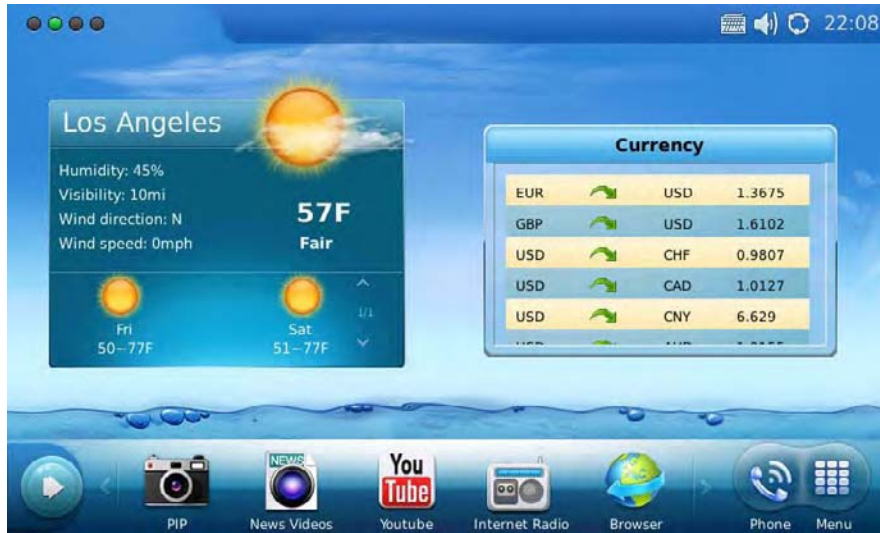 22:08
Los Angeles
Humidity: 45%
Visibility: 10mi
Wind direction: N
Wind speed: 0mph
57F
Fair
Fri
50~77F
Sat
51~77F
1/1
Currency
EUR USD 1.3675
GBP USD 1.6102
USD CHF 0.9807
USD CAD 1.0127
USD CNY 6.629
PIP
NEWS
News Videos
You
Tube
Youtube
Internet Radio
Browser
Phone
Menu